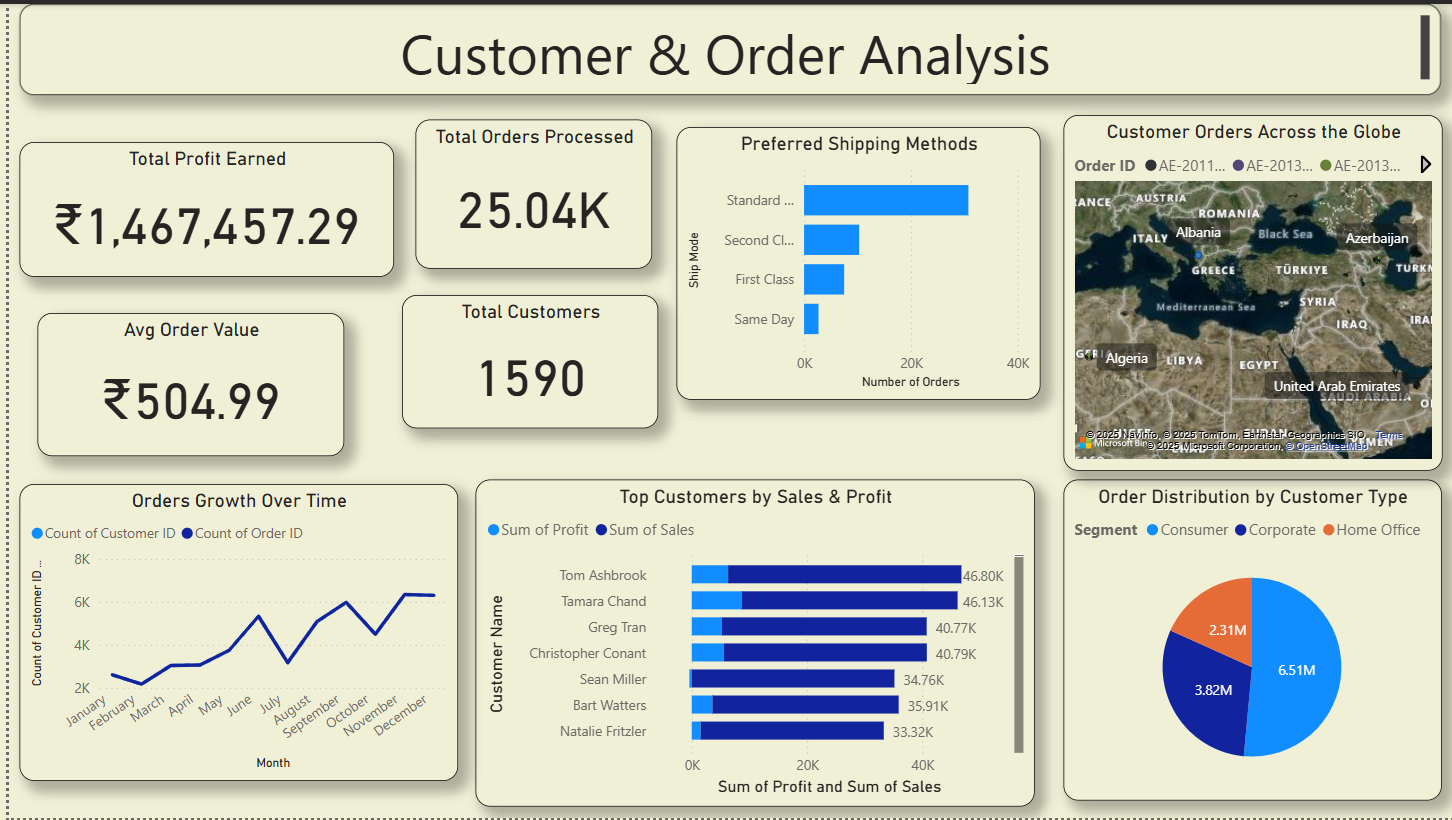 Customer & Order Analysis
Total Profit Earned
₹1,467,457.29
Total Orders Processed
25.04K
Avg Order Value
₹504.99
Total Customers
1590
Preferred Shipping Methods
Ship Mode
Standard ...
Second Cl...
First Class
Same Day
0K 20K 40K
Number of Orders
Customer Orders Across the Globe
Order ID AE-2011... AE-2013... AE-2013...
AUSTRIA
ROMANIA
ITALY
Albania
Black Sea
Azerbaijan
GREECE
TÜRKIYE
Mediterranean Sea
SYRIA
IRAQ
Algeria
LIBYA
EGYPT
United Arab Emirates
SAUDI ARABIA
Microsoft Bing
© 2025 TomTom, Earthstar Geographics SIO, Terms
© 2025 Microsoft Corporation, © OpenStreetMap
Orders Growth Over Time
Count of Customer ID Count of Order ID
Count of Customer ID ...
8K
6K
4K
2K
January February March April May June July August September October November December
Month
Top Customers by Sales & Profit
Sum of Profit Sum of Sales
Customer Name
Tom Ashbrook 46.80K
Tamara Chand 46.13K
Greg Tran 40.77K
Christopher Conant 40.79K
Sean Miller 34.76K
Bart Watters 35.91K
Natalie Fritzler 33.32K
0K 20K 40K
Sum of Profit and Sum of Sales
Order Distribution by Customer Type
Segment Consumer Corporate Home Office
2.31M
6.51M
3.82M